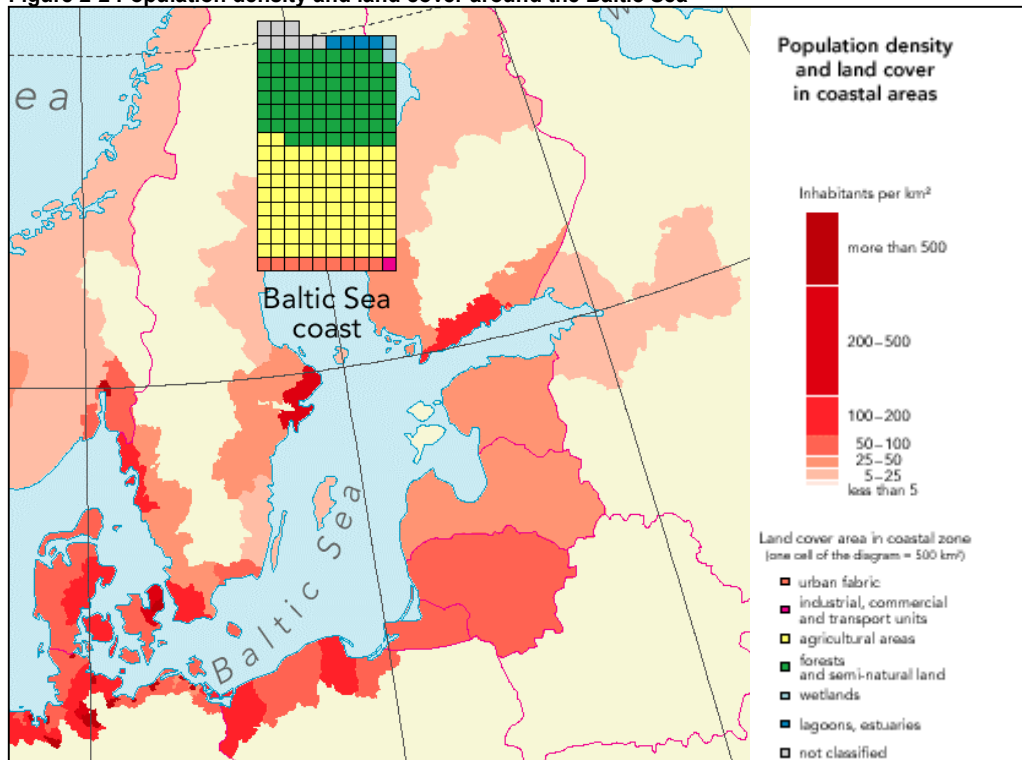 Figure 2-2 Population density and land cover around the Baltic Sea
ea
W
Population density
and land cover
in coastal areas
Inhabitants per km²
more than 500
200–500
100–200
50–100
25–50
5–25
less than 5
Baltic Sea
coast
Baltic Sea
Land cover area in coastal zone
(one cell of the diagram = 500 km²)
urban fabric
industrial, commercial
and transport units
agricultural areas
forests
and semi-natural land
wetlands
lagoons, estuaries
not classified